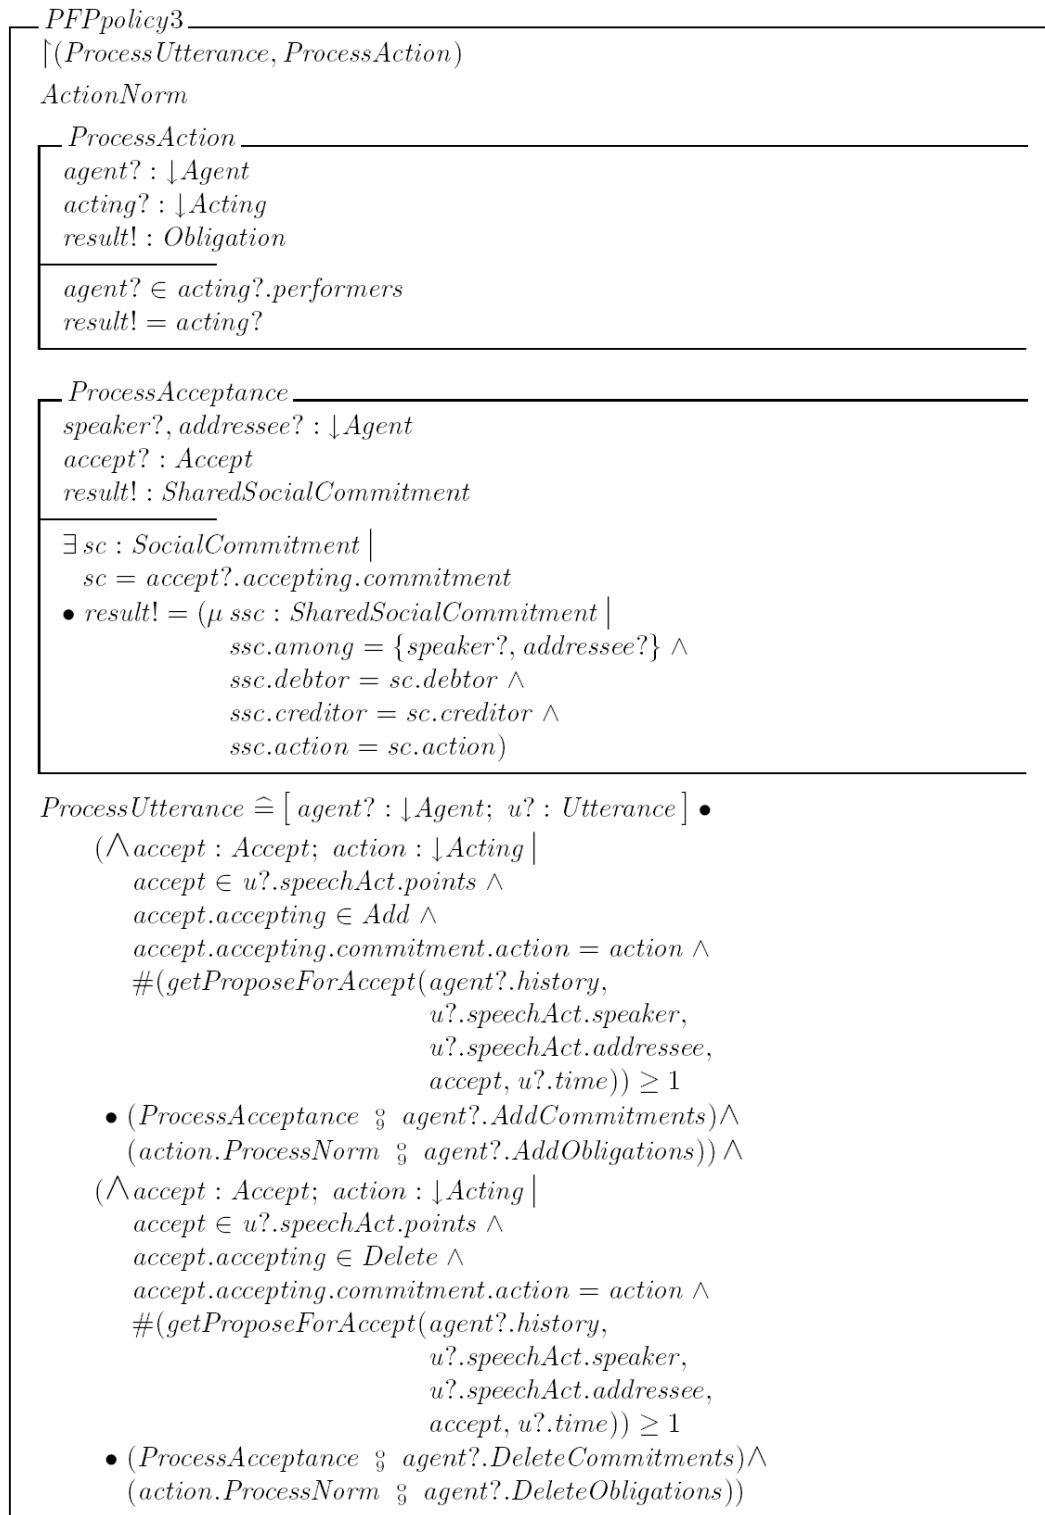 PFPpolicy3
↾(ProcessUtterance, ProcessAction)
ActionNorm
ProcessAction
agent? : ↓Agent
acting? : ↓Acting
result! : Obligation
agent? ∈ acting?.performers
result! = acting?
ProcessAcceptance
speaker?, addressee? : ↓Agent
accept? : Accept
result! : SharedSocialCommitment
∃ sc : SocialCommitment |
sc = accept?.accepting.commitment
• result! = (μ ssc : SharedSocialCommitment |
ssc.among = {speaker?, addressee?} ∧
ssc.debtor = sc.debtor ∧
ssc.creditor = sc.creditor ∧
ssc.action = sc.action)
ProcessUtterance ≙ [ agent? : ↓Agent; u? : Utterance ] •
(⋀ accept : Accept; action : ↓Acting |
accept ∈ u?.speechAct.points ∧
accept.accepting ∈ Add ∧
accept.accepting.commitment.action = action ∧
#(getProposeForAccept(agent?.history,
u?.speechAct.speaker,
u?.speechAct.addressee,
accept, u?.time)) ≥ 1
• (ProcessAcceptance ⨟ agent?.AddCommitments)∧
(action.ProcessNorm ⨟ agent?.AddObligations)) ∧
(⋀ accept : Accept; action : ↓Acting |
accept ∈ u?.speechAct.points ∧
accept.accepting ∈ Delete ∧
accept.accepting.commitment.action = action ∧
#(getProposeForAccept(agent?.history,
u?.speechAct.speaker,
u?.speechAct.addressee,
accept, u?.time)) ≥ 1
• (ProcessAcceptance ⨟ agent?.DeleteCommitments)∧
(action.ProcessNorm ⨟ agent?.DeleteObligations))